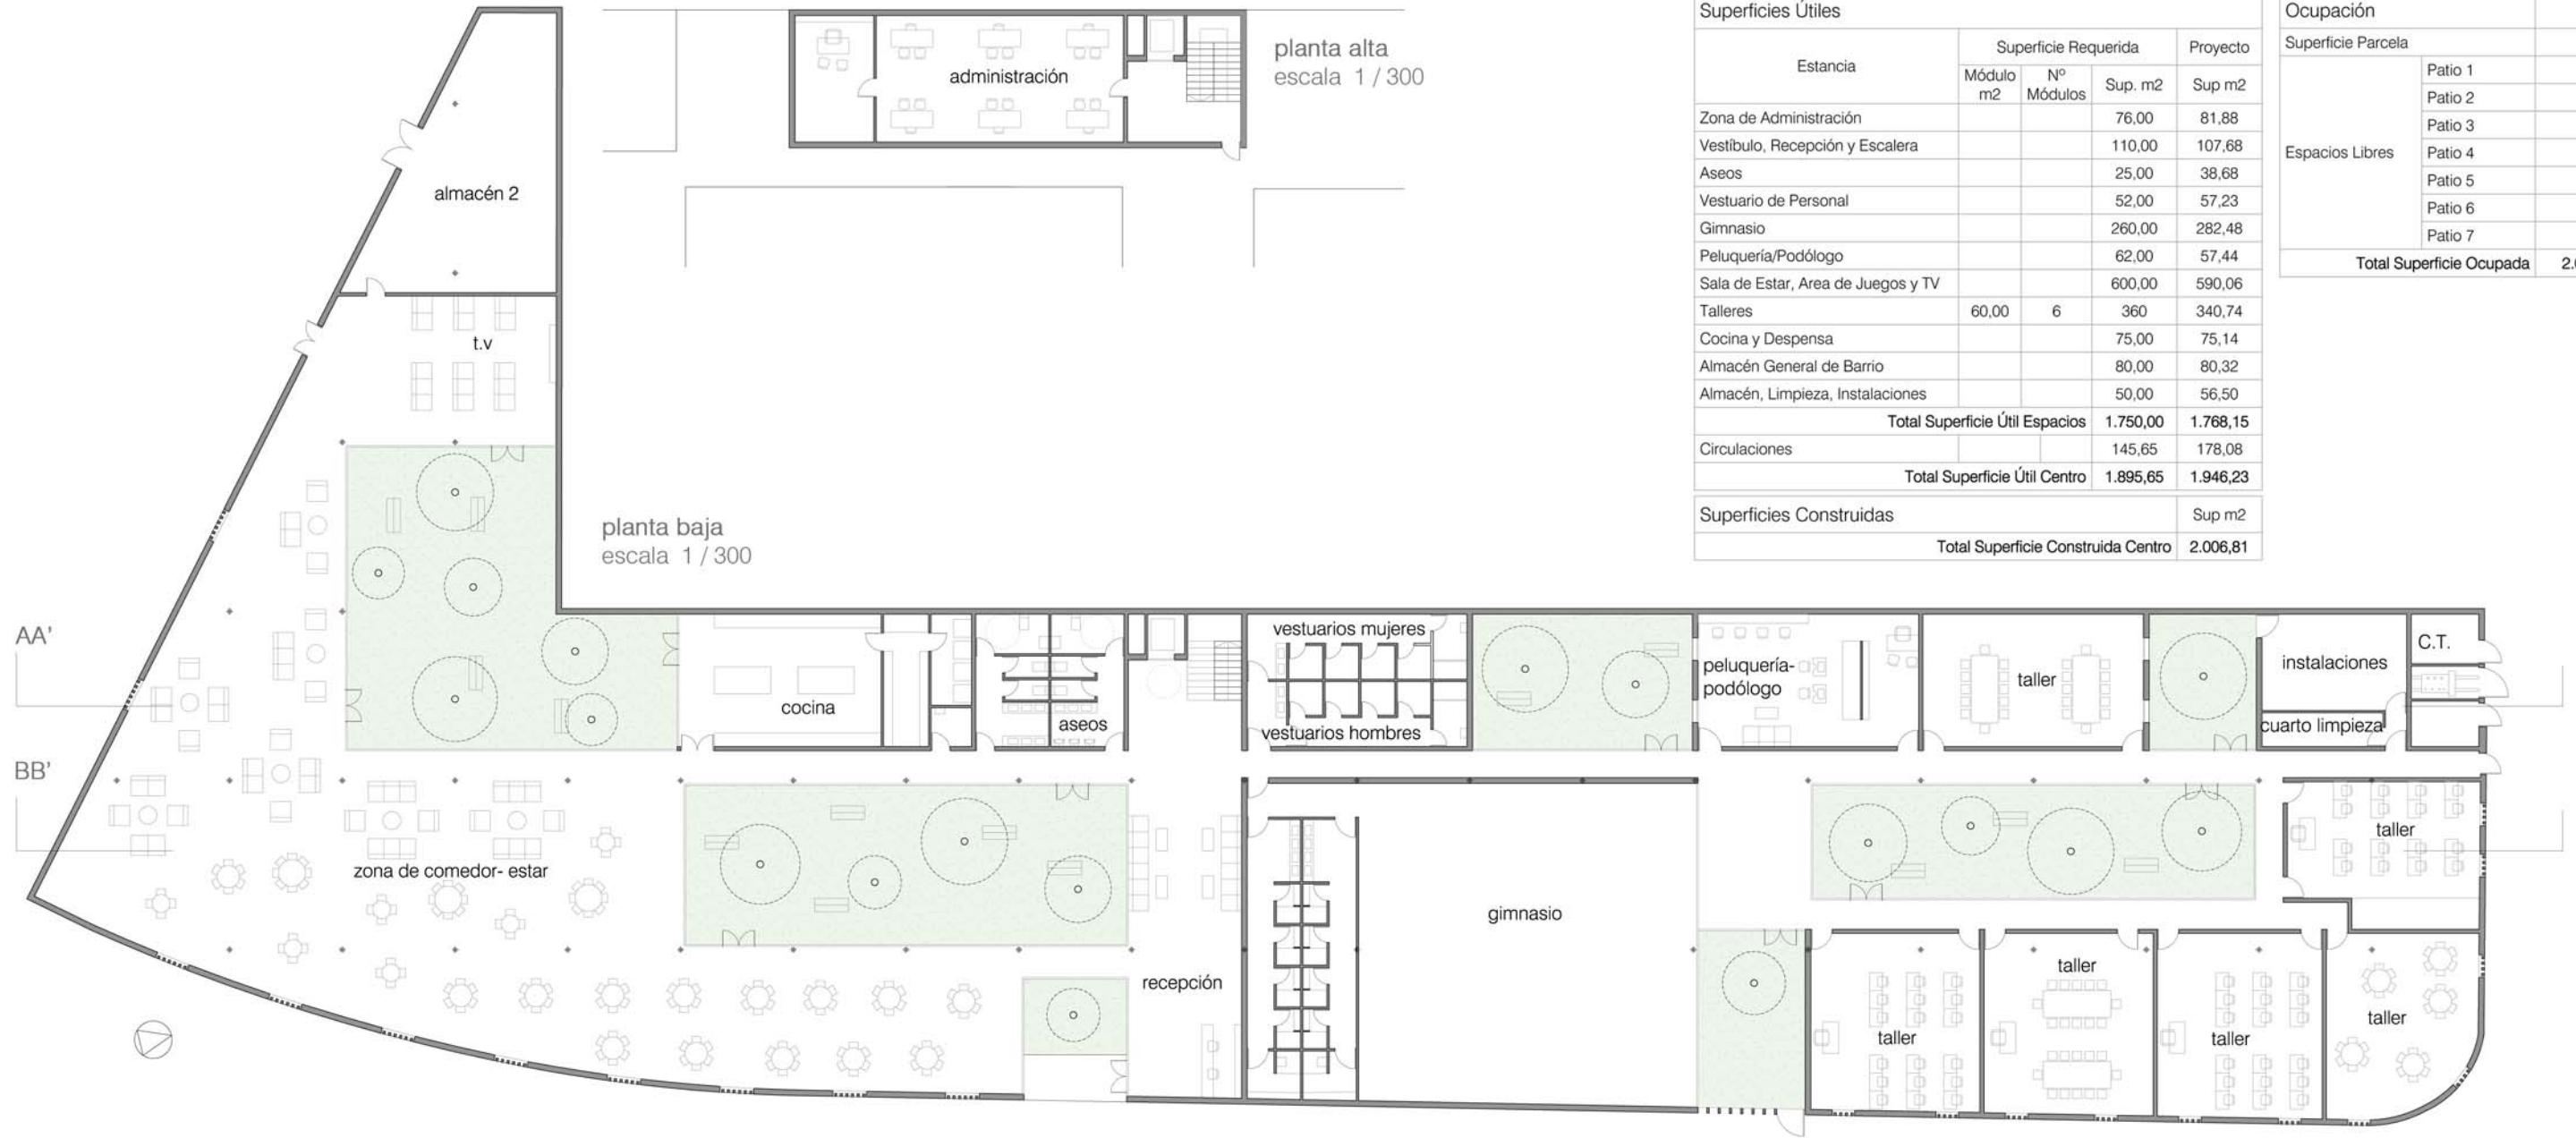 planta alta
escala 1 / 300
administración
almacén 2
t.v
planta baja
escala 1 / 300
AA'
BB'
cocina
aseos
vestuarios mujeres
vestuarios hombres
peluquería-
podólogo
taller
instalaciones
C.T.
cuarto limpieza
zona de comedor- estar
recepción
gimnasio
taller
taller
taller
taller
taller
Superficies Útiles
Estancia Superficie Requerida Proyecto
Módulo m2 Nº Módulos Sup. m2 Sup m2
Zona de Administración 76,00 81,88
Vestíbulo, Recepción y Escalera 110,00 107,68
Aseos 25,00 38,68
Vestuario de Personal 52,00 57,23
Gimnasio 260,00 282,48
Peluquería/Podólogo 62,00 57,44
Sala de Estar, Area de Juegos y TV 600,00 590,06
Talleres 60,00 6 360 340,74
Cocina y Despensa 75,00 75,14
Almacén General de Barrio 80,00 80,32
Almacén, Limpieza, Instalaciones 50,00 56,50
Total Superficie Útil Espacios 1.750,00 1.768,15
Circulaciones 145,65 178,08
Total Superficie Útil Centro 1.895,65 1.946,23
Superficies Construidas Sup m2
Total Superficie Construida Centro 2.006,81
Ocupación
Superficie Parcela
Espacios Libres
Patio 1
Patio 2
Patio 3
Patio 4
Patio 5
Patio 6
Patio 7
Total Superficie Ocupada